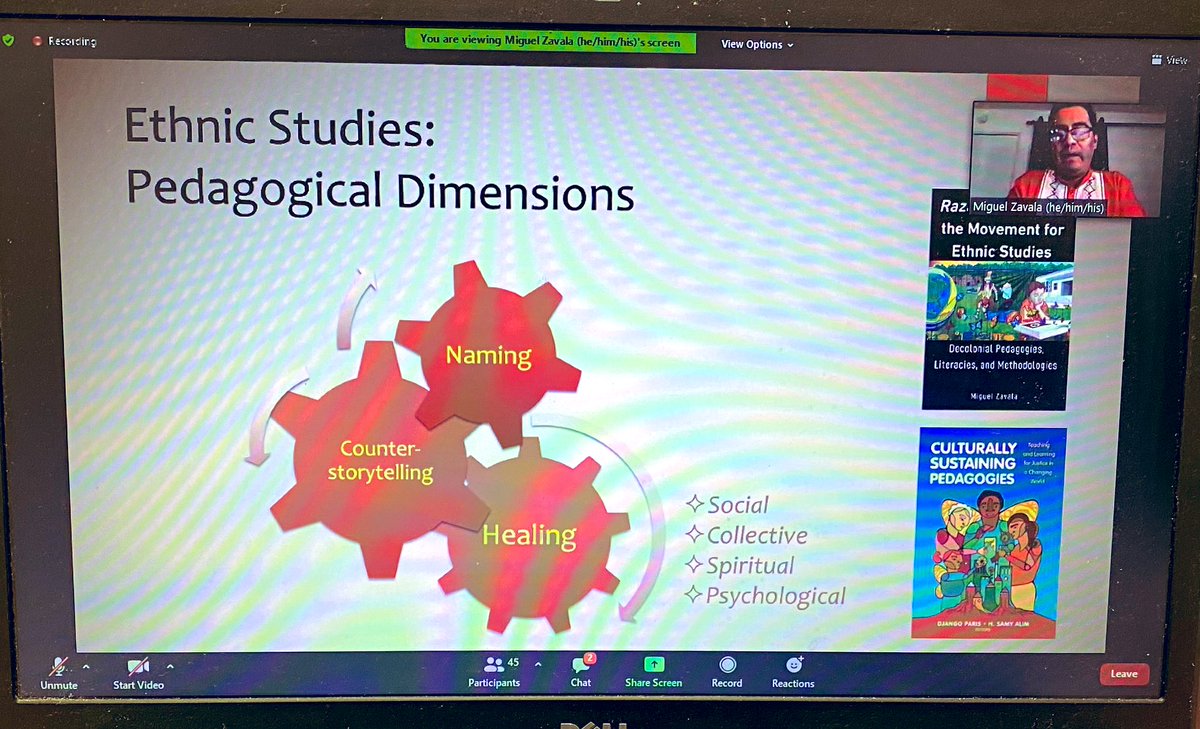 Recording
You are viewing Miguel Zavala (he/him/his)'s screen
View Options
View
Ethnic Studies:
Pedagogical Dimensions
Naming
Counter-
storytelling
Healing
Social
Collective
Spiritual
Psychological
Miguel Zavala (he/him/his)
the Movement for
Ethnic Studies
Decolonial Pedagogies,
Literacies, and Methodologies
Miguel Zavala
CULTURALLY
SUSTAINING
PEDAGOGIES
Teaching
and Learning
for Justice in
a Changing
World
DJANGO PARIS • H. SAMY ALIM
EDITORS
Unmute
Start Video
45
Participants
2
Chat
Share Screen
Record
Reactions
Leave